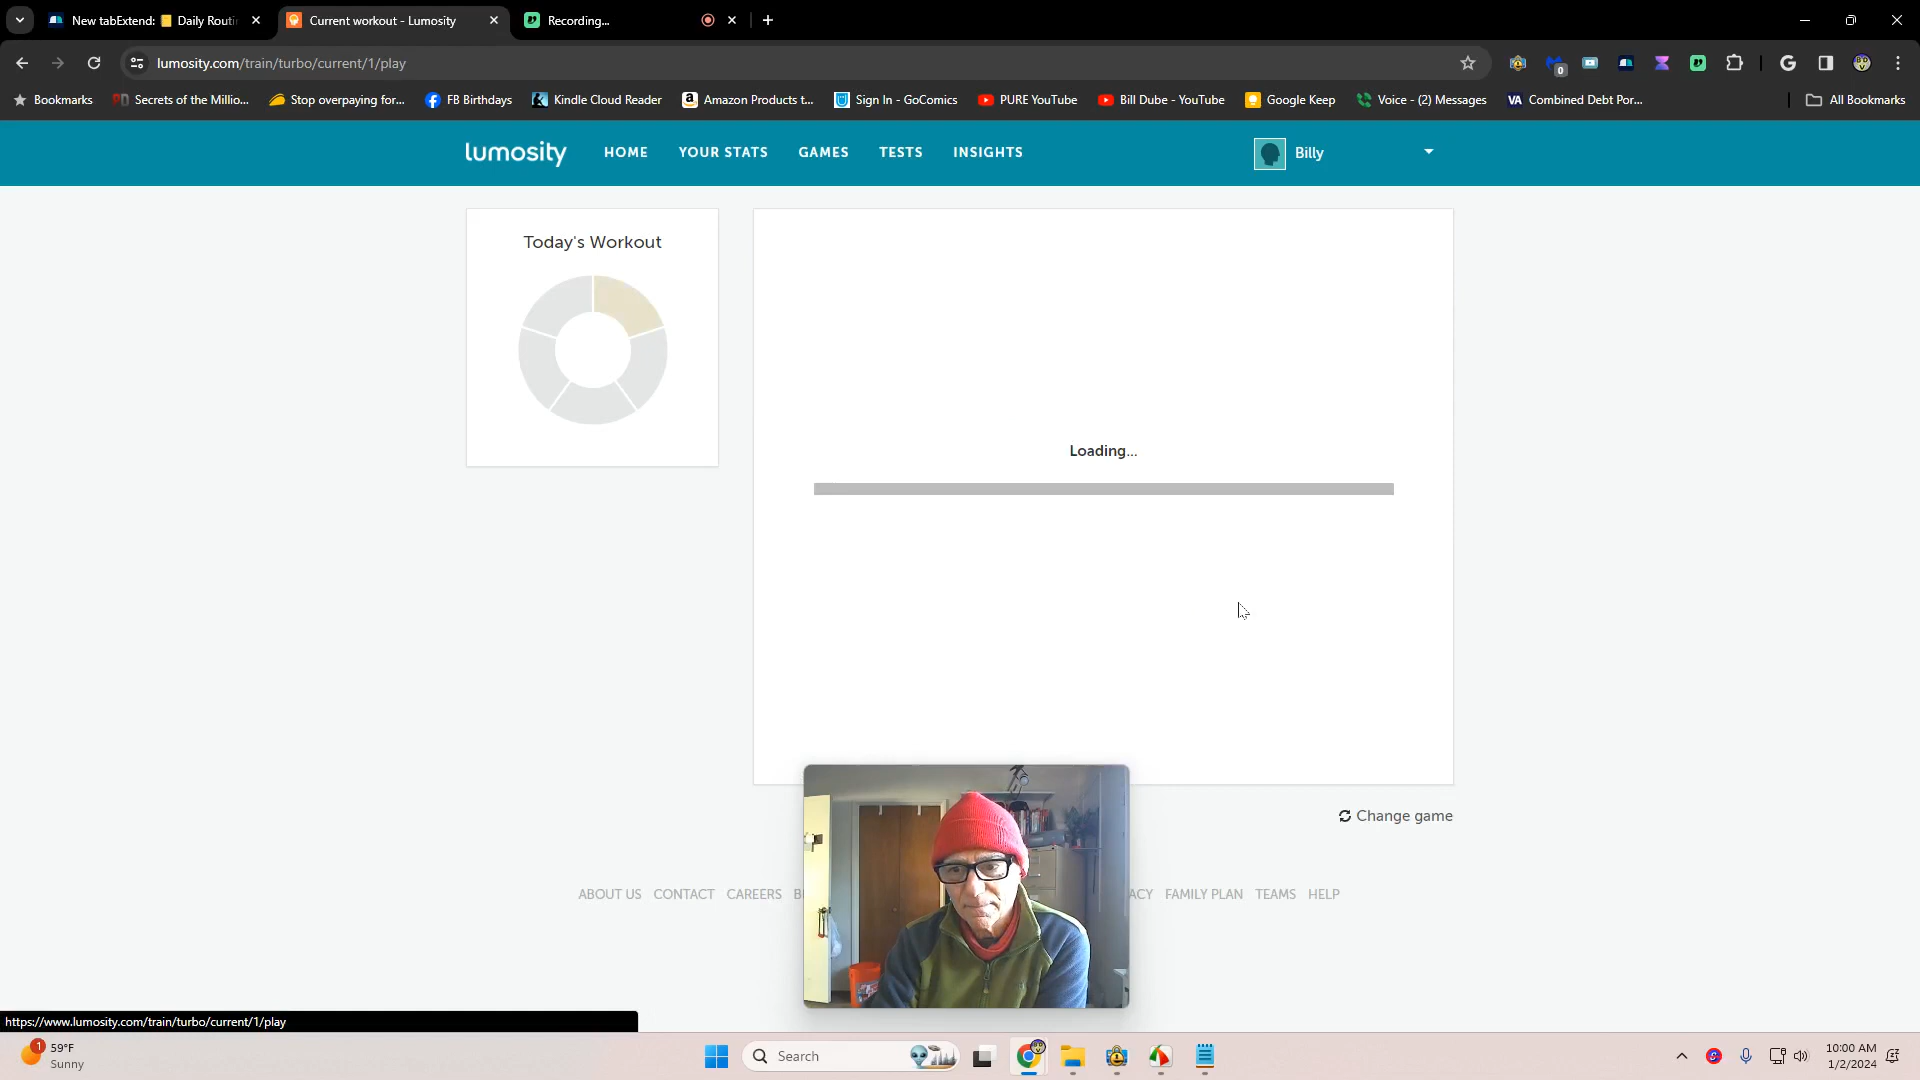 New tabExtend: Daily Routi
Current workout - Lumosity
Recording...
lumosity.com/train/turbo/current/1/play
0
Bookmarks
Secrets of the Millio...
Stop overpaying for...
FB Birthdays
Kindle Cloud Reader
Amazon Products t...
Sign In - GoComics
PURE YouTube
Bill Dube - YouTube
Google Keep
Voice - (2) Messages
VA Combined Debt Por...
All Bookmarks
lumosity
HOME
YOUR STATS
GAMES
TESTS
INSIGHTS
Billy
Today's Workout
Loading...
Change game
ABOUT US CONTACT CAREERS B
ACY FAMILY PLAN TEAMS HELP
https://www.lumosity.com/train/turbo/current/1/play
1
59°F
Sunny
Search
10:00 AM
1/2/2024